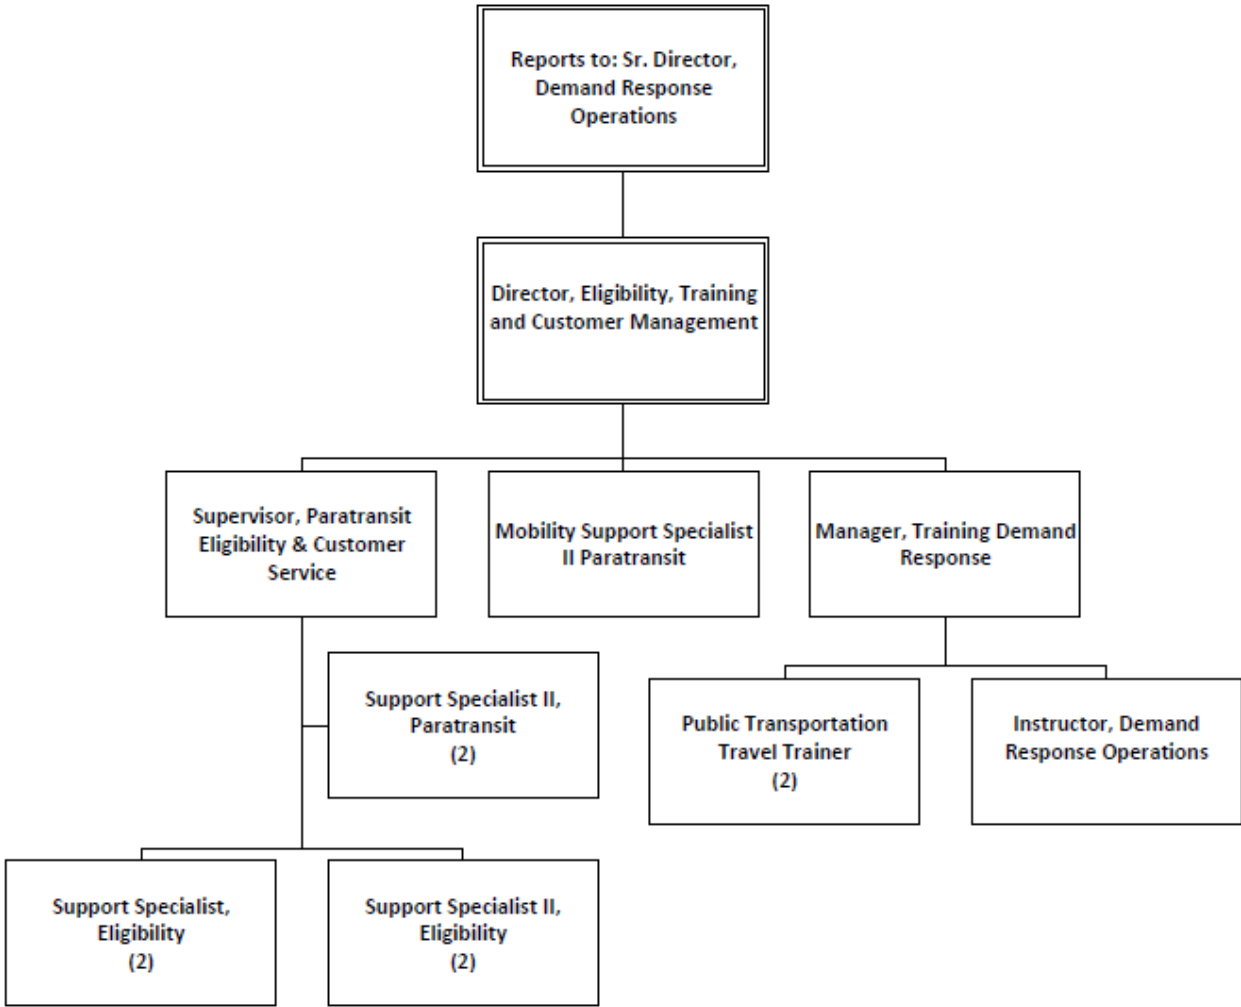 Reports to: Sr. Director,
Demand Response
Operations
Director, Eligibility, Training
and Customer Management
Supervisor, Paratransit
Eligibility & Customer
Service
Mobility Support Specialist
II Paratransit
Manager, Training Demand
Response
Support Specialist II,
Paratransit
(2)
Public Transportation
Travel Trainer
(2)
Instructor, Demand
Response Operations
Support Specialist,
Eligibility
(2)
Support Specialist II,
Eligibility
(2)